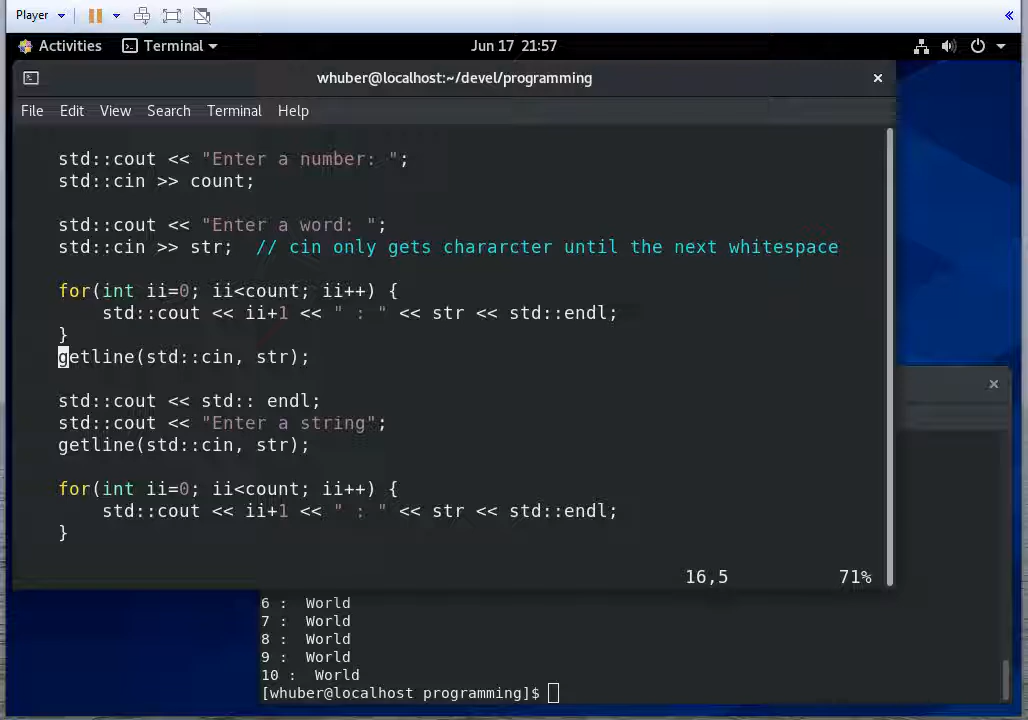 Player
Activities Terminal Jun 17 21:57
whuber@localhost:~/devel/programming
File Edit View Search Terminal Help
std::cout << "Enter a number: ";
std::cin >> count;
std::cout << "Enter a word: ";
std::cin >> str;  // cin only gets chararcter until the next whitespace
for(int ii=0; ii<count; ii++) {
    std::cout << ii+1 << " : " << str << std::endl;
}
getline(std::cin, str);
std::cout << std:: endl;
std::cout << "Enter a string";
getline(std::cin, str);
for(int ii=0; ii<count; ii++) {
    std::cout << ii+1 << " : " << str << std::endl;
}
16,5 71%
6 :  World
7 :  World
8 :  World
9 :  World
10 :  World
[whuber@localhost programming]$